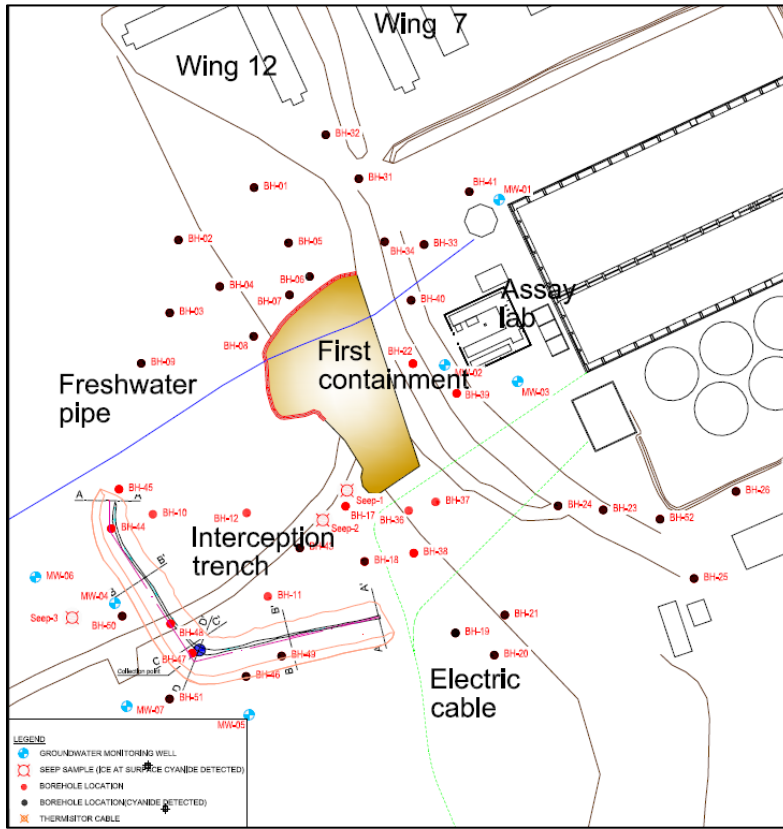 Wing 7
Wing 12
BH-32
BH-31
BH-01
BH-41
MW-01
BH-02
BH-05
BH-34
BH-33
BH-04
BH-06
BH-07
BH-40
Assay
lab
BH-03
BH-08
First
containment
BH-22
MW-02
BH-09
MW-03
BH-39
Freshwater
pipe
BH-45
Seep-1
BH-26
A
A'
BH-10
BH-12
BH-17
BH-37
BH-36
BH-24
BH-23
BH-52
BH-44
Seep-2
Interception
trench
BH-18
BH-38
B'
MW-06
BH-25
MW-04
BH-11
A'
B'
Seep-3
BH-50
BH-48
BH-21
BH-19
BH-47
BH-49
A
BH-20
Collection point
C
B
BH-46
Electric
cable
BH-51
MW-07
MW-05
LEGEND
GROUNDWATER MONITORING WELL
SEEP SAMPLE (ICE AT SURFACE CYANIDE DETECTED)
BOREHOLE LOCATION
BOREHOLE LOCATION(CYANIDE DETECTED)
THERMISITOR CABLE